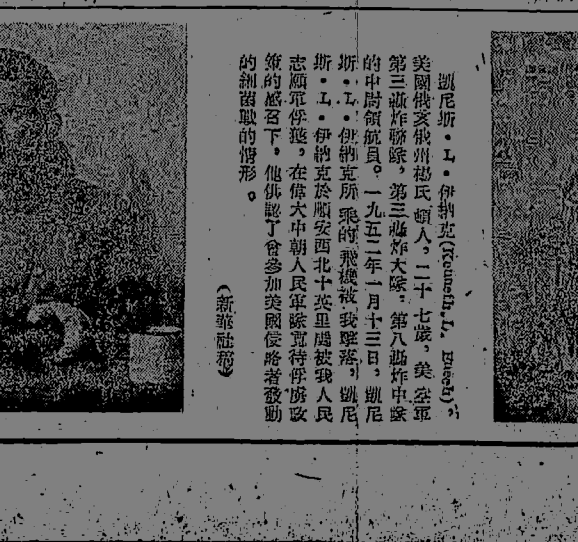 凱尼斯·L·伊納克(Kenneth.L. Enoch),
美國俄亥俄州楊氏頓人,二十七歲,美空軍
第三轟炸聯隊,第三轟炸大隊,第八轟炸中隊
的中尉領航員。一九五二年一月十三日,凱尼
斯·L·伊納克所乘的飛機被我擊落,凱尼
斯·L·伊納克於順安西北十英里處被我人民
志願軍俘獲,在偉大中朝人民軍隊寬待俘虜政
策的感召下,他供認了曾參加美國侵略者發動
的細菌戰的情形。
(新華社稿)